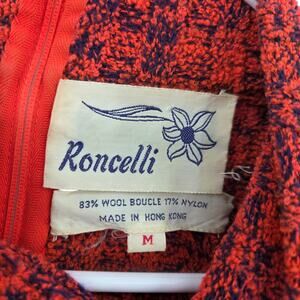 Roncelli
83% WOOL BOUCLE 17% NYLON
MADE IN HONG KONG
M